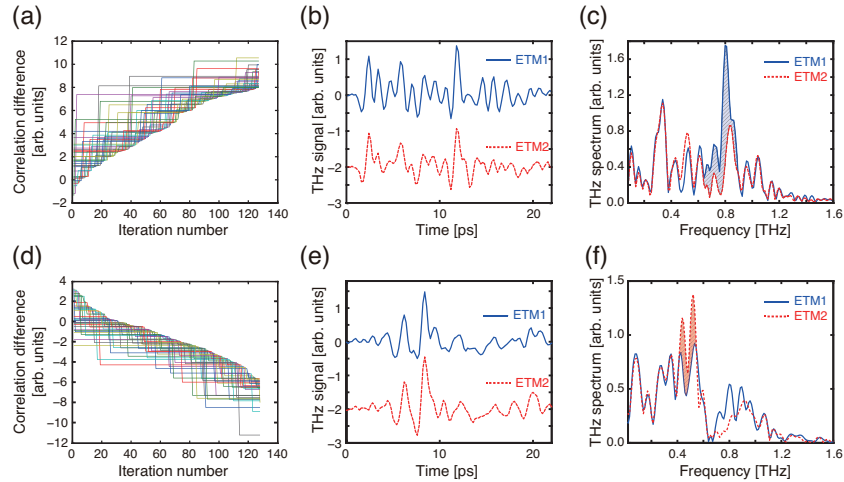 (a)
Correlation difference
[arb. units]
12
10
8
6
4
2
0
−2
0 20 40 60 80 100 120 140
Iteration number
(b)
THz signal [arb. units]
1
0
−1
−2
−3
0 10 20
Time [ps]
ETM1
ETM2
(c)
THz spectrum [arb. units]
1.6
1.2
0.8
0.4
0
0.4 0.8 1.2 1.6
Frequency [THz]
ETM1
ETM2
(d)
Correlation difference
[arb. units]
4
2
0
−2
−4
−6
−8
−10
−12
0 20 40 60 80 100 120 140
Iteration number
(e)
THz signal [arb. units]
1
0
−1
−2
−3
0 10 20
Time [ps]
ETM1
ETM2
(f)
THz spectrum [arb. units]
1.5
1.0
0.5
0
0.4 0.8 1.2 1.6
Frequency [THz]
ETM1
ETM2